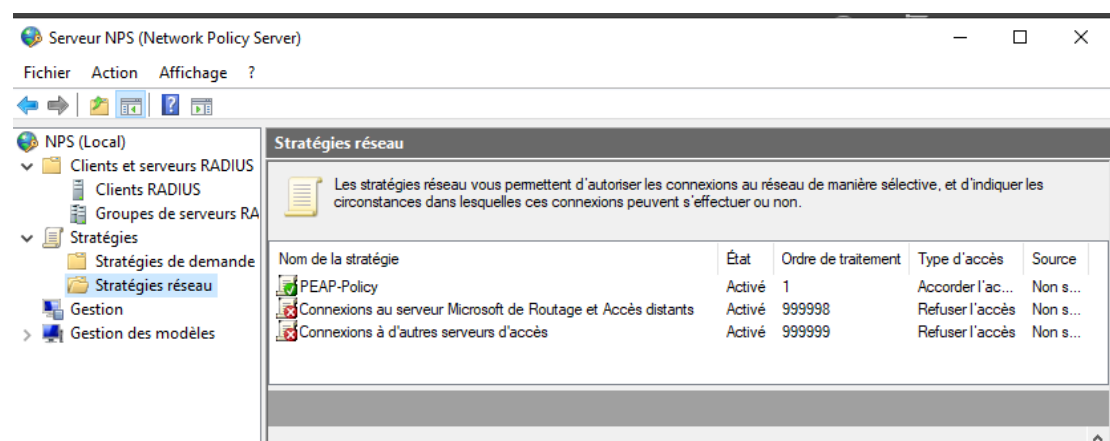 Serveur NPS (Network Policy Server)
Fichier Action Affichage ?
NPS (Local)
Clients et serveurs RADIUS
Clients RADIUS
Groupes de serveurs RA
Stratégies
Stratégies de demande
Stratégies réseau
Gestion
Gestion des modèles
Stratégies réseau
Les stratégies réseau vous permettent d'autoriser les connexions au réseau de manière sélective, et d'indiquer les
circonstances dans lesquelles ces connexions peuvent s'effectuer ou non.
Nom de la stratégie État Ordre de traitement Type d'accès Source
PEAP-Policy Activé 1 Accorder l'ac... Non s...
Connexions au serveur Microsoft de Routage et Accès distants Activé 999998 Refuser l'accès Non s...
Connexions à d'autres serveurs d'accès Activé 999999 Refuser l'accès Non s...